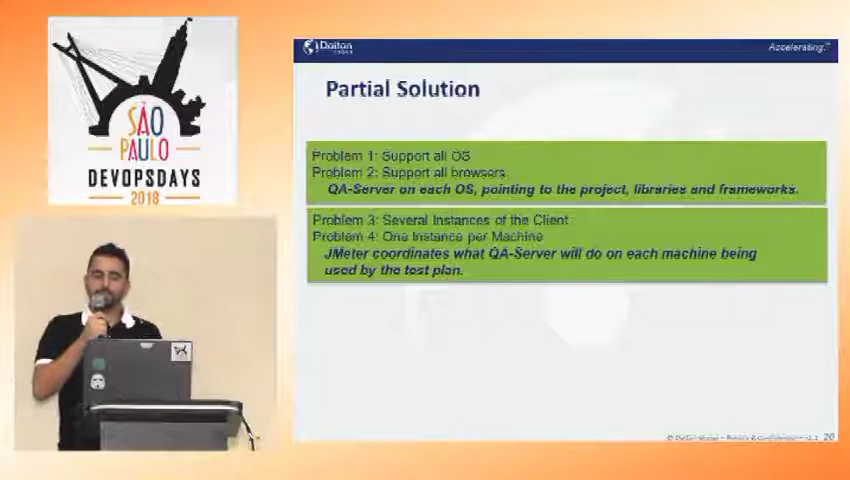 SÃO
PAULO
DEVOPSDAYS
2018
Daitan
GROUP
Accelerating.™
Partial Solution
Problem 1: Support all OS
Problem 2: Support all browsers
QA-Server on each OS, pointing to the project, libraries and frameworks.
Problem 3: Several Instances of the Client
Problem 4: One Instance per Machine
JMeter coordinates what QA-Server will do on each machine being
used by the test plan.
20